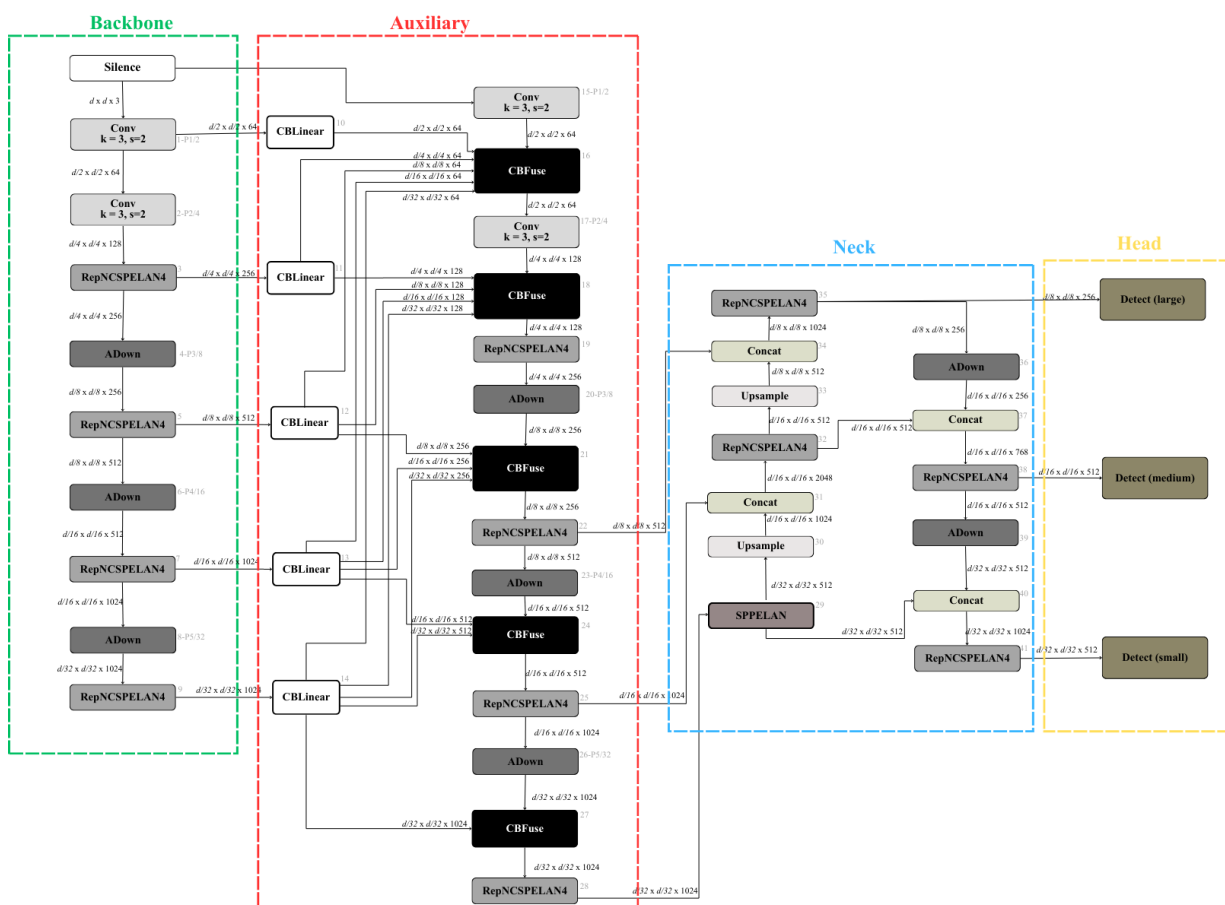 Backbone
Silence
d x d x 3
Conv
k = 3, s=2
1-P1/2
d/2 x d/2 x 64
d/2 x d/2 x 64
Conv
k = 3, s=2
2-P2/4
d/4 x d/4 x 128
RepNCSPELAN4
3
d/4 x d/4 x 256
d/4 x d/4 x 256
ADown
4-P3/8
d/8 x d/8 x 256
RepNCSPELAN4
5
d/8 x d/8 x 512
d/8 x d/8 x 512
ADown
6-P4/16
d/16 x d/16 x 512
RepNCSPELAN4
7
d/16 x d/16 x 1024
d/16 x d/16 x 1024
ADown
8-P5/32
d/32 x d/32 x 1024
RepNCSPELAN4
9
d/32 x d/32 x 1024
Auxiliary
CBLinear
10
d/2 x d/2 x 64
CBLinear
11
CBLinear
12
CBLinear
13
CBLinear
14
Conv
k = 3, s=2
15-P1/2
d/2 x d/2 x 64
d/4 x d/4 x 64
d/8 x d/8 x 64
d/16 x d/16 x 64
d/32 x d/32 x 64
CBFuse
16
d/2 x d/2 x 64
Conv
k = 3, s=2
17-P2/4
d/4 x d/4 x 128
d/4 x d/4 x 128
d/8 x d/8 x 128
d/16 x d/16 x 128
d/32 x d/32 x 128
CBFuse
18
d/4 x d/4 x 128
RepNCSPELAN4
19
d/4 x d/4 x 256
ADown
20-P3/8
d/8 x d/8 x 256
d/8 x d/8 x 256
d/16 x d/16 x 256
d/32 x d/32 x 256
CBFuse
21
d/8 x d/8 x 256
RepNCSPELAN4
22
d/8 x d/8 x 512
d/8 x d/8 x 512
ADown
23-P4/16
d/16 x d/16 x 512
d/16 x d/16 x 512
d/32 x d/32 x 512
CBFuse
24
d/16 x d/16 x 512
RepNCSPELAN4
25
d/16 x d/16 x 1024
d/16 x d/16 x 1024
ADown
26-P5/32
d/32 x d/32 x 1024
d/32 x d/32 x 1024
CBFuse
27
d/32 x d/32 x 1024
RepNCSPELAN4
28
d/32 x d/32 x 1024
Neck
RepNCSPELAN4
35
d/8 x d/8 x 1024
Concat
34
d/8 x d/8 x 512
Upsample
33
d/16 x d/16 x 512
RepNCSPELAN4
32
d/16 x d/16 x 512
d/16 x d/16 x 2048
Concat
31
d/16 x d/16 x 1024
Upsample
30
d/32 x d/32 x 512
SPPELAN
29
d/32 x d/32 x 512
d/8 x d/8 x 256
ADown
36
d/16 x d/16 x 256
Concat
37
d/16 x d/16 x 768
RepNCSPELAN4
38
d/16 x d/16 x 512
d/16 x d/16 x 512
ADown
39
d/32 x d/32 x 512
Concat
40
d/32 x d/32 x 1024
RepNCSPELAN4
41
d/32 x d/32 x 512
Head
d/8 x d/8 x 256
Detect (large)
Detect (medium)
Detect (small)